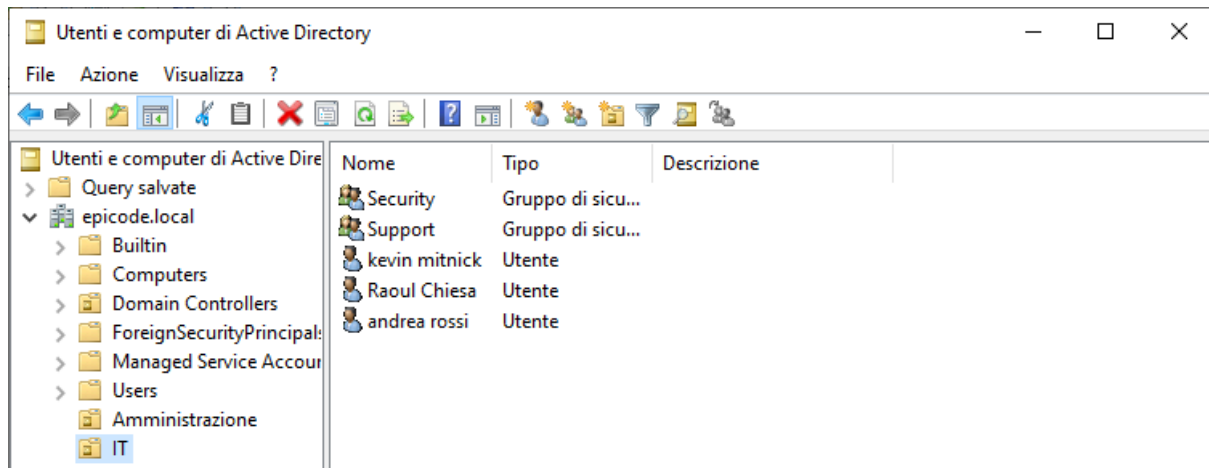 Utenti e computer di Active Directory
File Azione Visualizza ?
Utenti e computer di Active Dire
Query salvate
epicode.local
Builtin
Computers
Domain Controllers
ForeignSecurityPrincipal
Managed Service Accour
Users
Amministrazione
IT
Nome Tipo Descrizione
Security Gruppo di sicu...
Support Gruppo di sicu...
kevin mitnick Utente
Raoul Chiesa Utente
andrea rossi Utente